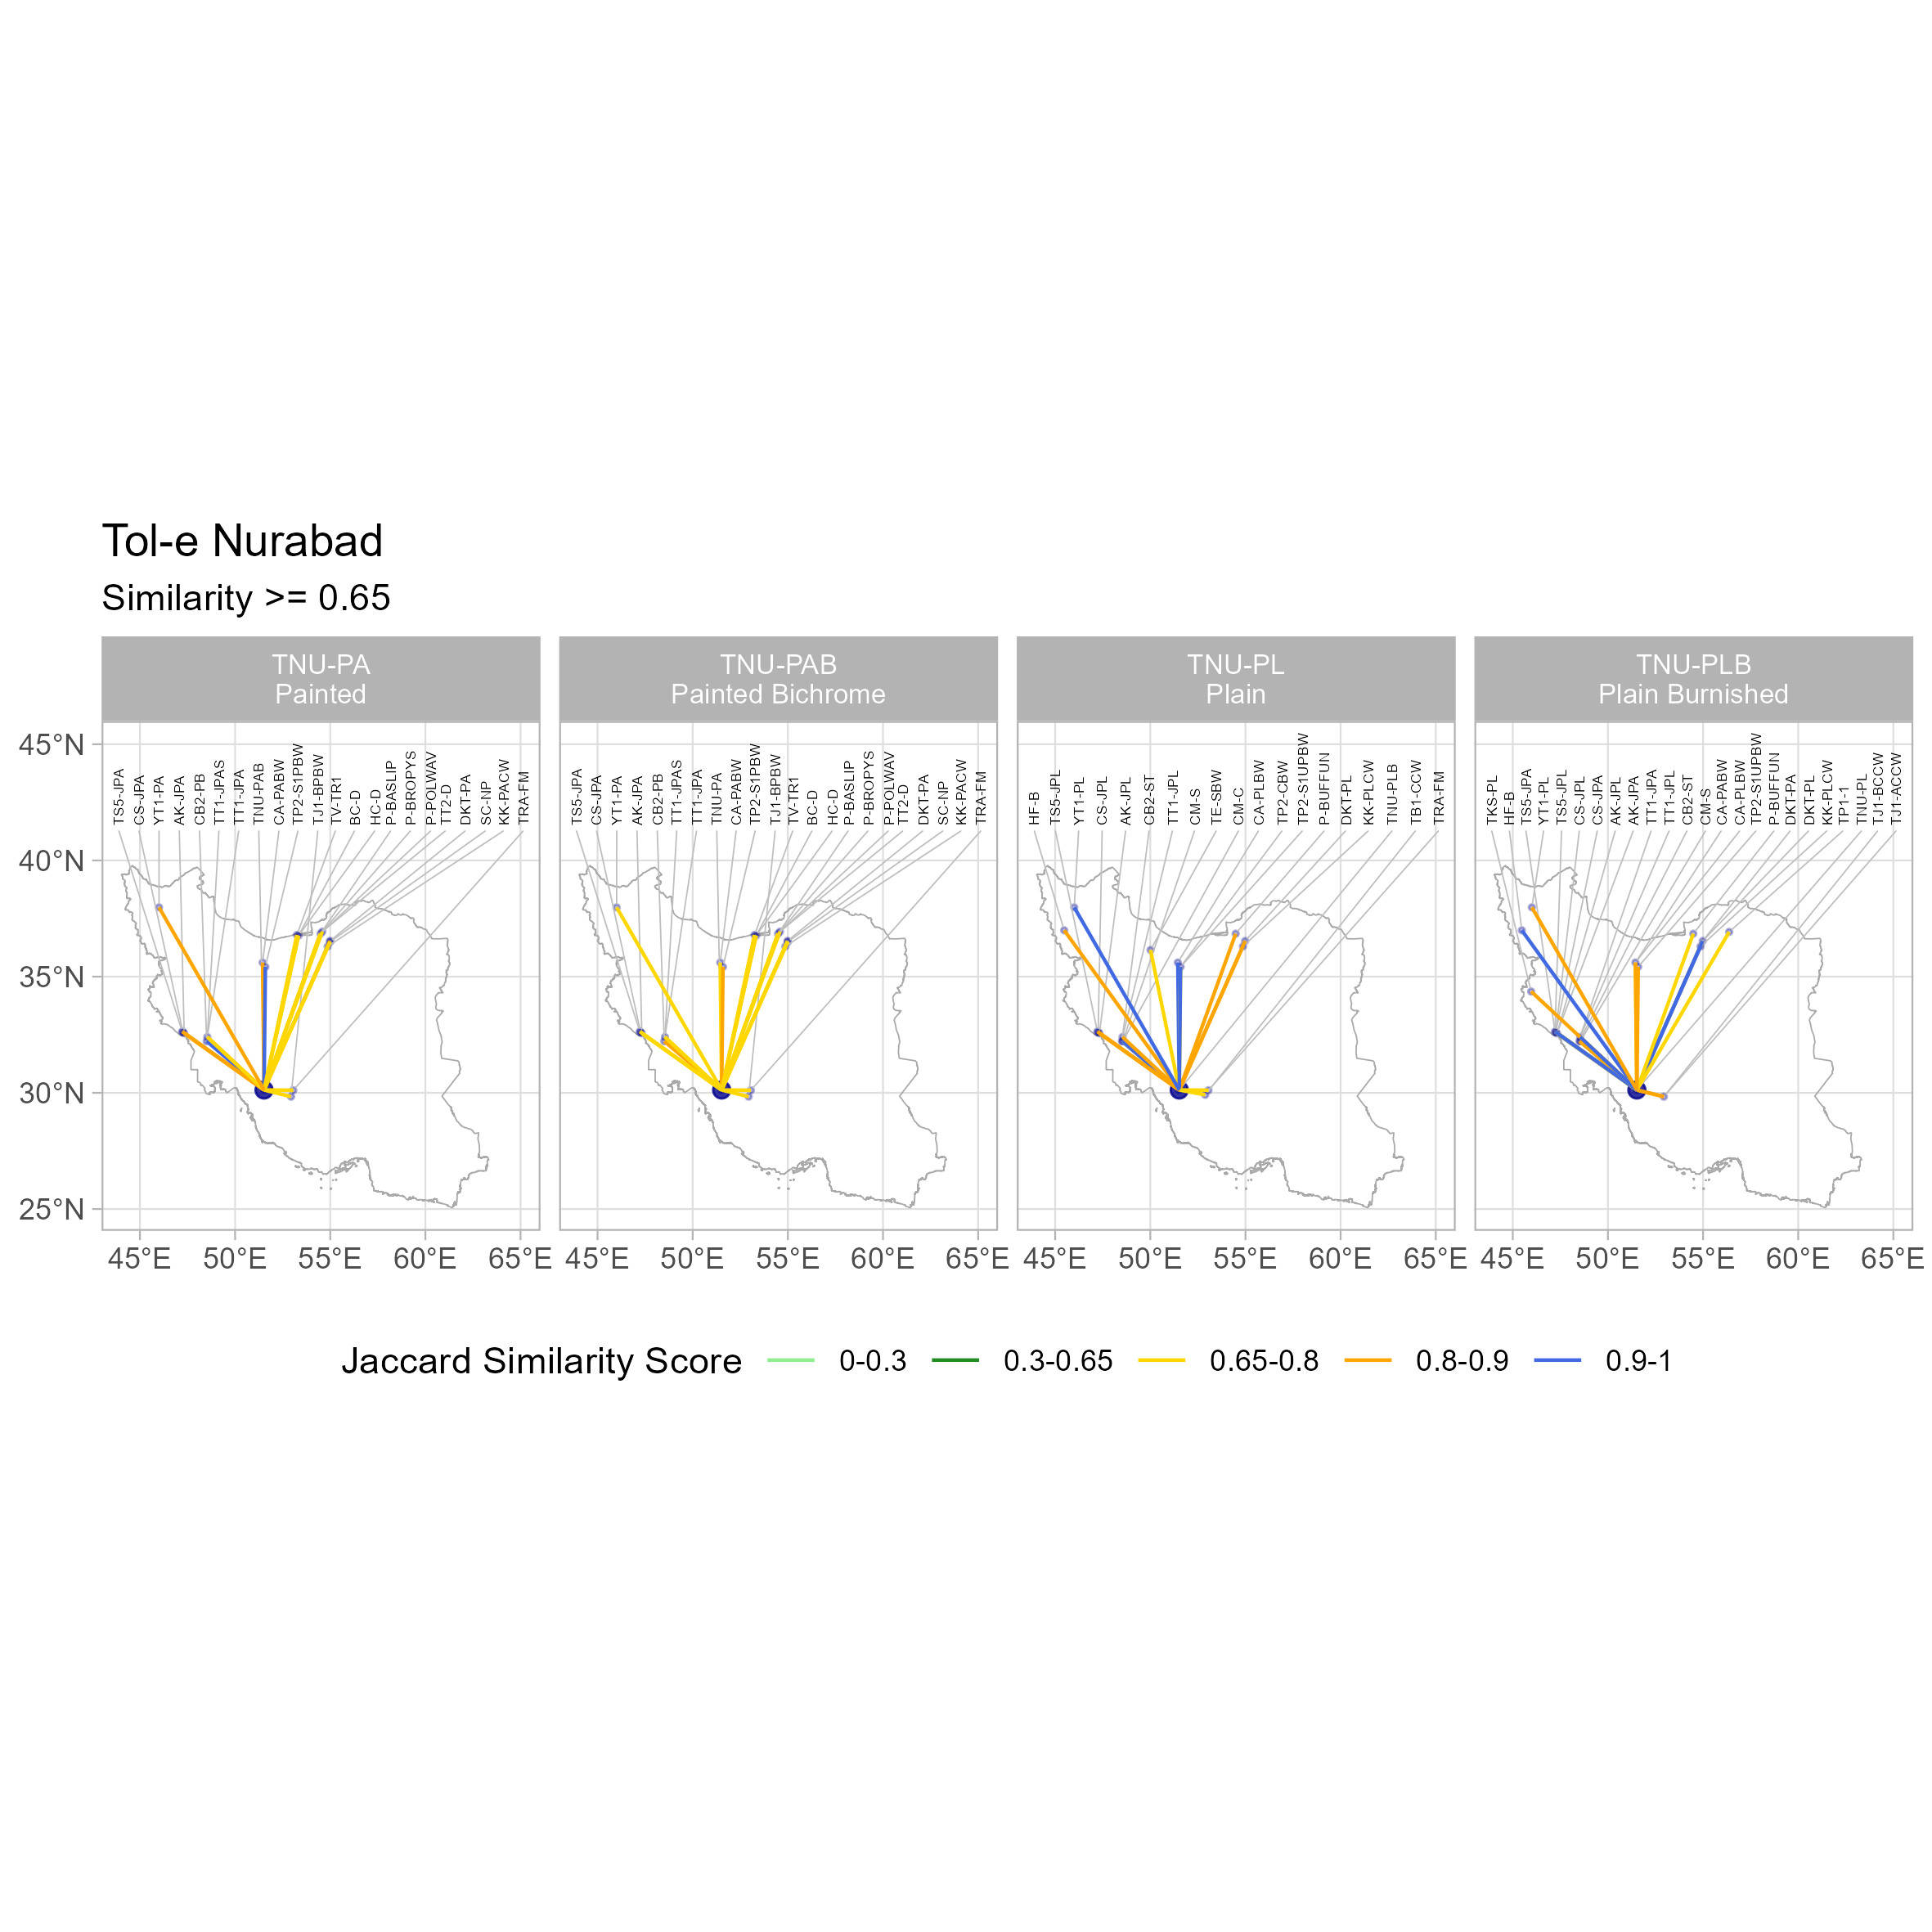 Tol-e Nurabad
Similarity >= 0.65
TNU-PA
Painted
TNU-PAB
Painted Bichrome
TNU-PL
Plain
TNU-PLB
Plain Burnished
TS5-JPA
CS-JPA
YT1-PA
AK-JPA
CB2-PB
TT1-JPAS
TT1-JPA
TNU-PAB
CA-PABW
TP2-S1PBW
TJ1-BPBW
TV-TR1
BC-D
HC-D
P-BASLIP
P-BROPYS
P-POLWAV
TT2-D
DKT-PA
SC-NP
KK-PACW
TRA-FM
TS5-JPA
CS-JPA
YT1-PA
AK-JPA
CB2-PB
TT1-JPAS
TT1-JPA
TNU-PA
CA-PABW
TP2-S1PBW
TJ1-BPBW
TV-TR1
BC-D
HC-D
P-BASLIP
P-BROPYS
P-POLWAV
TT2-D
DKT-PA
SC-NP
KK-PACW
TRA-FM
HF-B
TS5-JPL
YT1-PL
CS-JPL
AK-JPL
CB2-ST
TT1-JPL
CM-S
TE-SBW
CM-C
CA-PLBW
TP2-CBW
TP2-S1UPBW
P-BUFFUN
DKT-PL
KK-PLCW
TNU-PLB
TB1-CCW
TRA-FM
TKS-PL
HF-B
TS5-JPA
YT1-PL
TS5-JPL
CS-JPL
CS-JPA
AK-JPL
AK-JPA
TT1-JPA
TT1-JPL
CB2-ST
CM-S
CA-PABW
CA-PLBW
TP2-S1UPBW
P-BUFFUN
DKT-PA
DKT-PL
KK-PLCW
TP1-1
TNU-PL
TJ1-BCCW
TJ1-ACCW
45°N
40°N
35°N
30°N
25°N
45°E 50°E 55°E 60°E 65°E 45°E 50°E 55°E 60°E 65°E 45°E 50°E 55°E 60°E 65°E 45°E 50°E 55°E 60°E 65°E
Jaccard Similarity Score 0-0.3 0.3-0.65 0.65-0.8 0.8-0.9 0.9-1